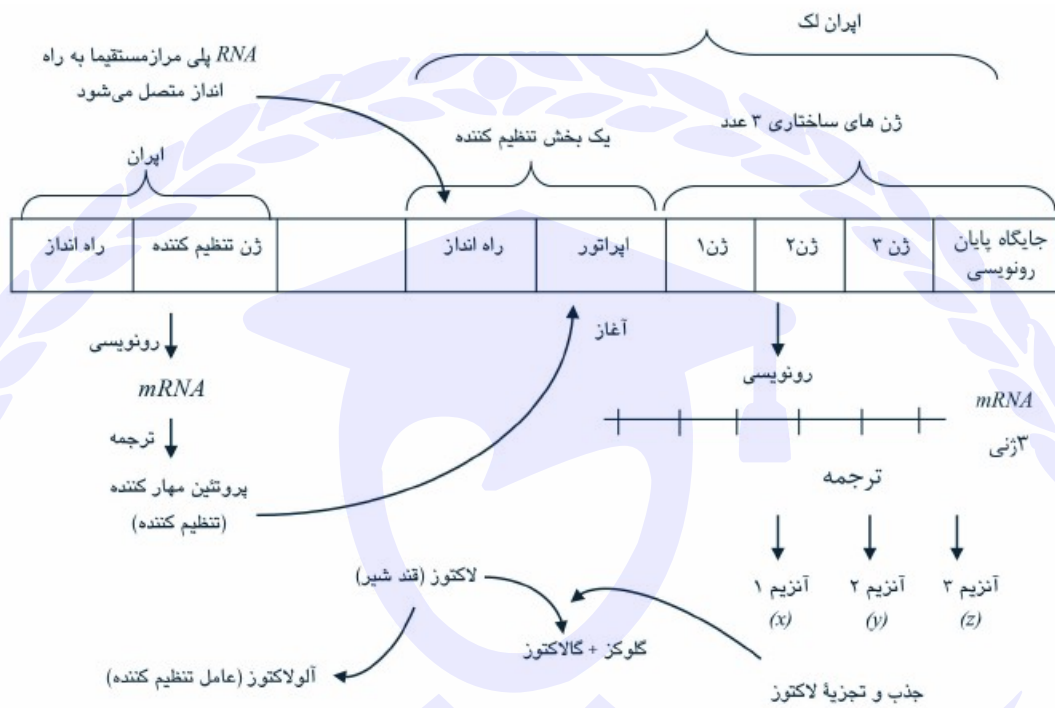 اپران لک
RNA پلی مرازمستقیما به راه
انداز متصل می‌شود
ژن های ساختاری ۳ عدد
یک بخش تنظیم کننده
اپران
راه انداز
ژن تنظیم کننده
راه انداز
اپراتور
ژن۱
ژن۲
ژن ۳
جایگاه پایان
رونویسی
رونویسی
mRNA
ترجمه
پروتئین مهار کننده
(تنظیم کننده)
آغاز
رونویسی
mRNA
۳ژنی
ترجمه
آنزیم ۱
(x)
آنزیم ۲
(y)
آنزیم ۳
(z)
لاکتوز (قند شیر)
گلوکز + گالاکتوز
آلولاکتوز (عامل تنظیم کننده)
جذب و تجزیهٔ لاکتوز